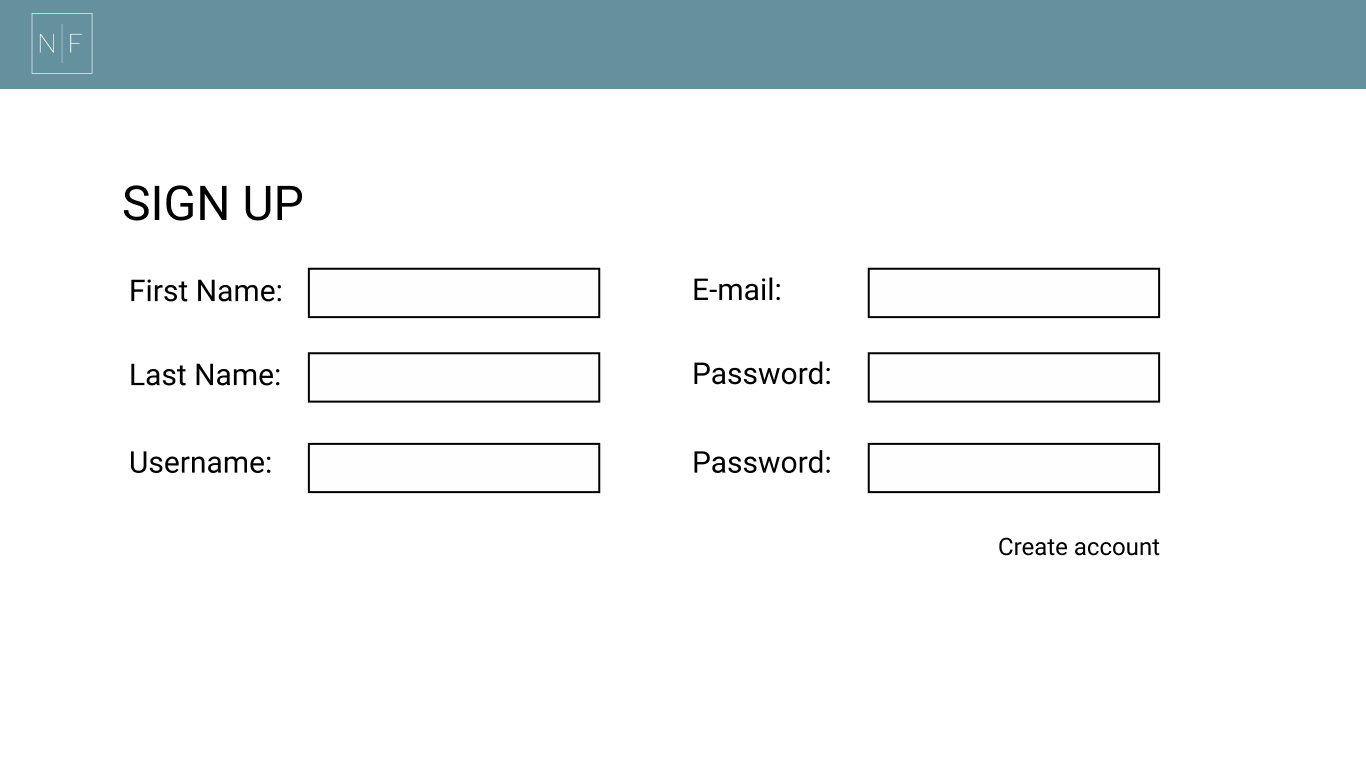 N F
SIGN UP
First Name:
E-mail:
Last Name:
Password:
Username:
Password:
Create account